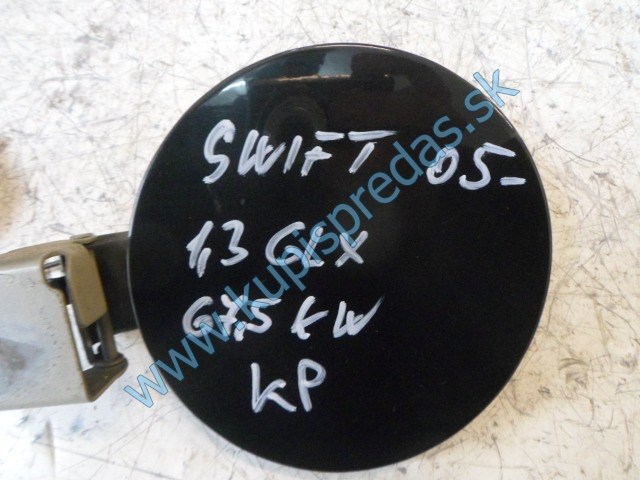 SWIFT 05-
1,3 GLX
67,5 kW
KP
www.kupispredas.sk